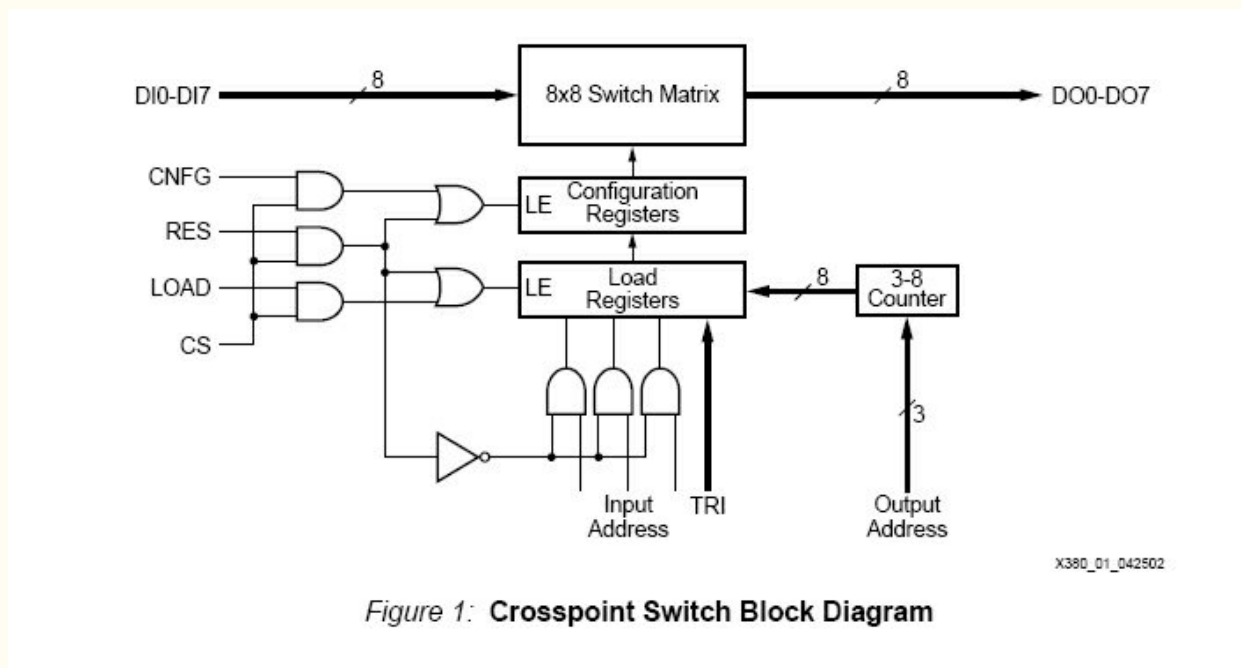 DI0-DI7
8
8x8 Switch Matrix
8
DO0-DO7
CNFG
RES
LOAD
CS
LE
Configuration
Registers
LE
Load
Registers
8
3-8
Counter
3
Input
Address
TRI
Output
Address
X380_01_042502
Figure 1: Crosspoint Switch Block Diagram